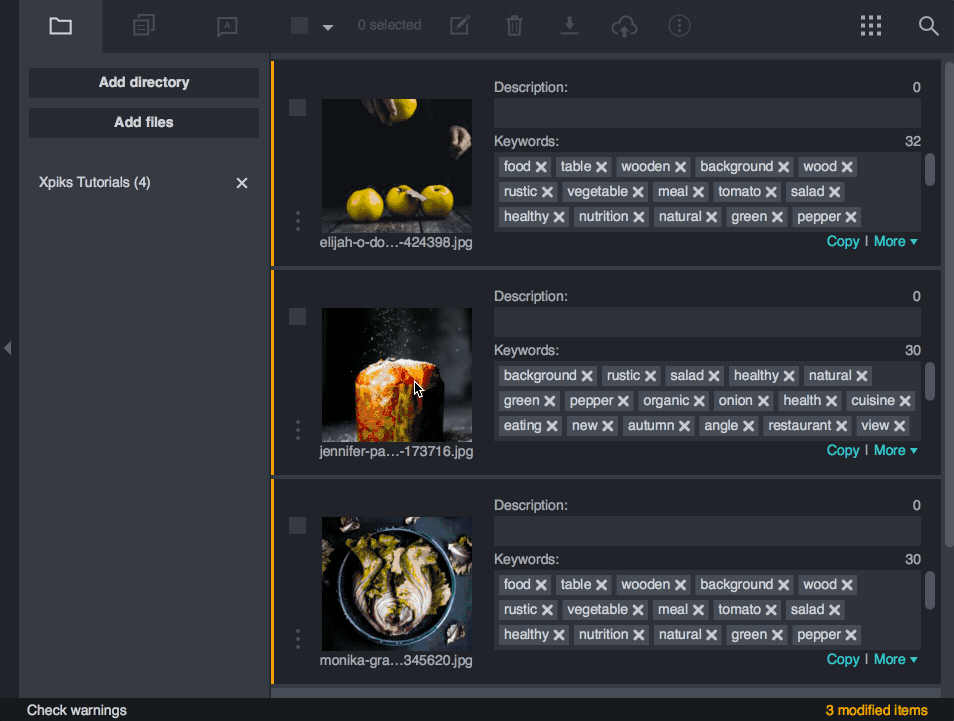 A
0 selected
Add directory
Add files
Xpiks Tutorials (4)
Description: 0
Keywords: 32
food table wooden background wood
rustic vegetable meal tomato salad
healthy nutrition natural green pepper
elijah-o-do...-424398.jpg
Copy | More
Description: 0
Keywords: 30
background rustic salad healthy natural
green pepper organic onion health cuisine
eating new autumn angle restaurant view
jennifer-pa...-173716.jpg
Copy | More
Description: 0
Keywords: 30
food table wooden background wood
rustic vegetable meal tomato salad
healthy nutrition natural green pepper
monika-gra...345620.jpg
Copy | More
Check warnings
3 modified items